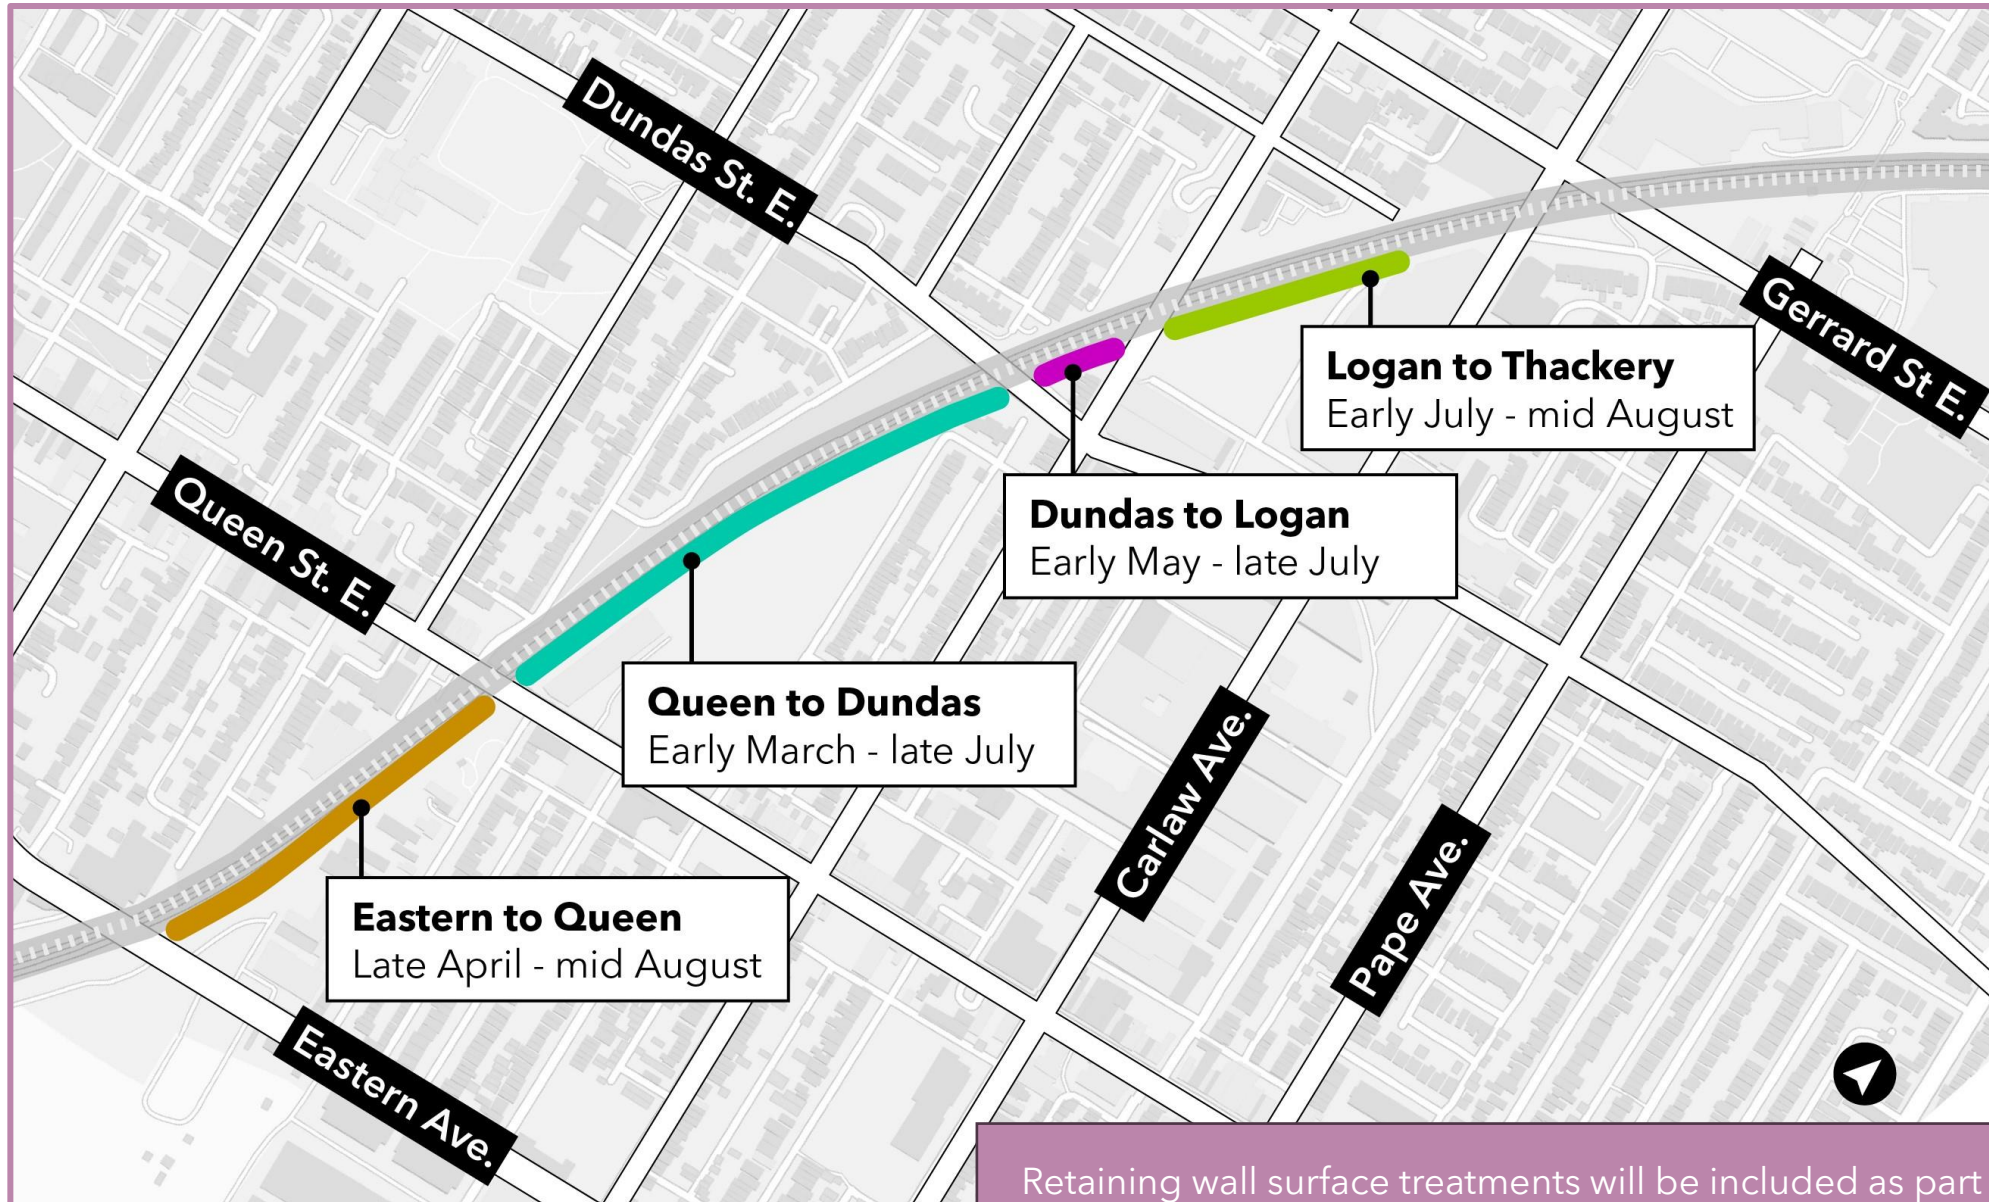 Dundas St. E.
Gerrard St E.
Logan to Thackery
Early July - mid August
Queen St. E.
Dundas to Logan
Early May - late July
Queen to Dundas
Early March - late July
Carlaw Ave.
Pape Ave.
Eastern to Queen
Late April - mid August
Eastern Ave.
Retaining wall surface treatments will be included as part